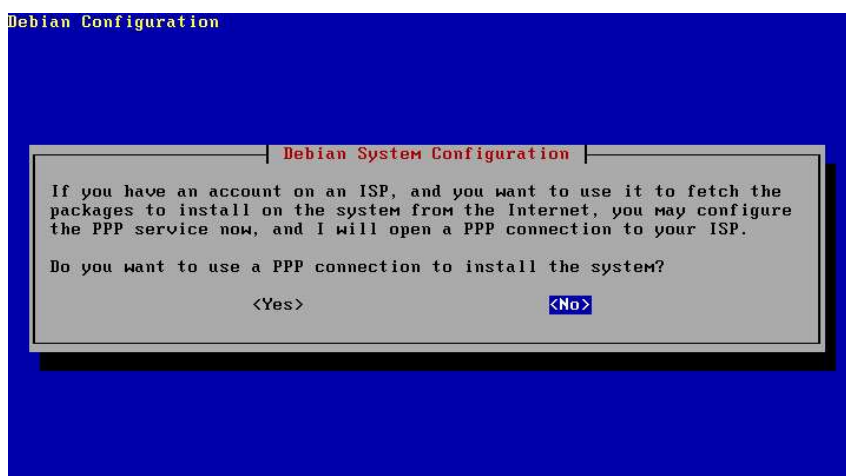 Debian Configuration
Debian System Configuration
If you have an account on an ISP, and you want to use it to fetch the
packages to install on the system from the Internet, you may configure
the PPP service now, and I will open a PPP connection to your ISP.
Do you want to use a PPP connection to install the system?
<Yes> <No>